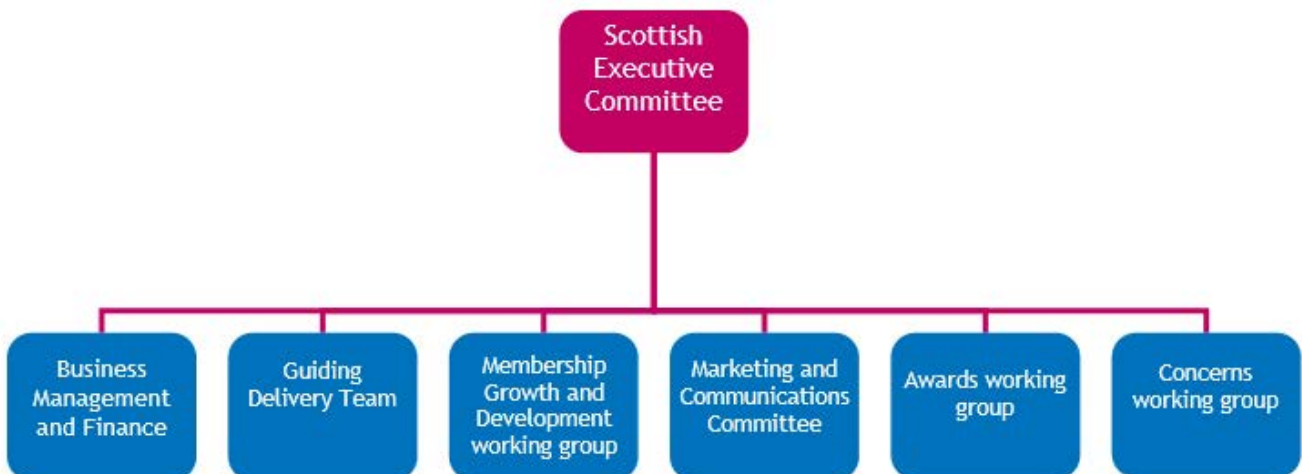 Scottish
Executive
Committee
Business
Management
and Finance
Guiding
Delivery Team
Membership
Growth and
Development
working group
Marketing and
Communications
Committee
Awards working
group
Concerns
working group